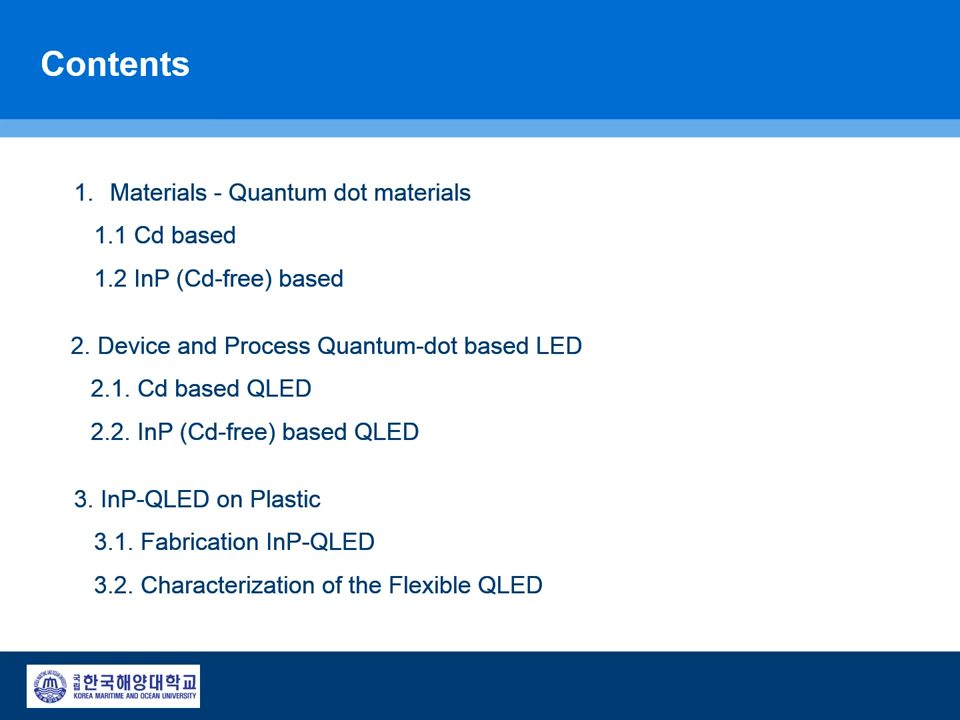 Contents
1. Materials - Quantum dot materials
1.1 Cd based
1.2 InP (Cd-free) based
2. Device and Process Quantum-dot based LED
2.1. Cd based QLED
2.2. InP (Cd-free) based QLED
3. InP-QLED on Plastic
3.1. Fabrication InP-QLED
3.2. Characterization of the Flexible QLED
국립 한국해양대학교
KOREA MARITIME AND OCEAN UNIVERSITY